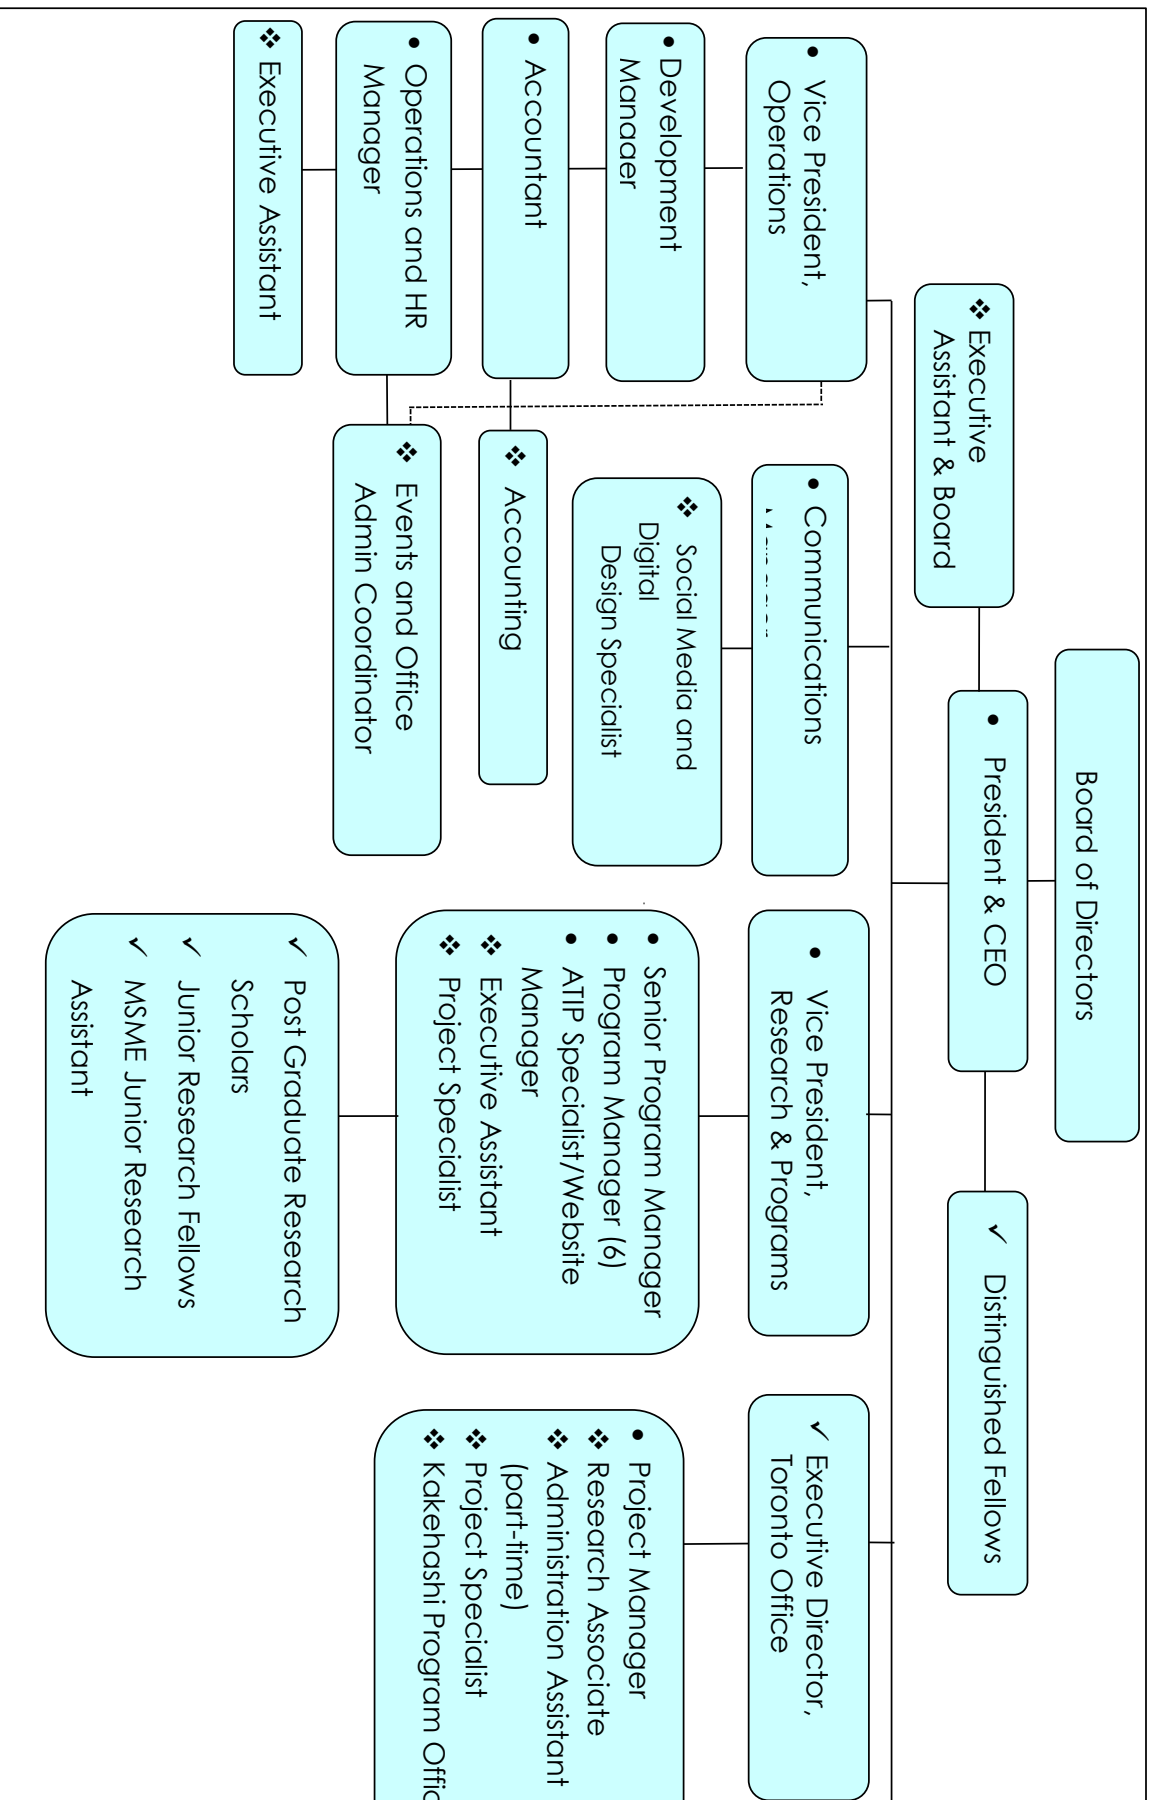 Board of Directors
● President & CEO
❖ Executive
Assistant & Board
✓ Distinguished Fellows
● Vice President,
Operations
● Development
Manager
● Accountant
● Operations and HR
Manager
❖ Executive Assistant
● Communications
Manager
❖ Social Media and
Digital
Design Specialist
❖ Accounting
❖ Events and Office
Admin Coordinator
● Vice President,
Research & Programs
● Senior Program Manager
● Program Manager (6)
● ATIP Specialist/Website
Manager
❖ Executive Assistant
❖ Project Specialist
✓ Post Graduate Research
Scholars
✓ Junior Research Fellows
✓ MSME Junior Research
Assistant
✓ Executive Director,
Toronto Office
● Project Manager
❖ Research Associate
❖ Administration Assistant
(part-time)
❖ Project Specialist
❖ Kakehashi Program